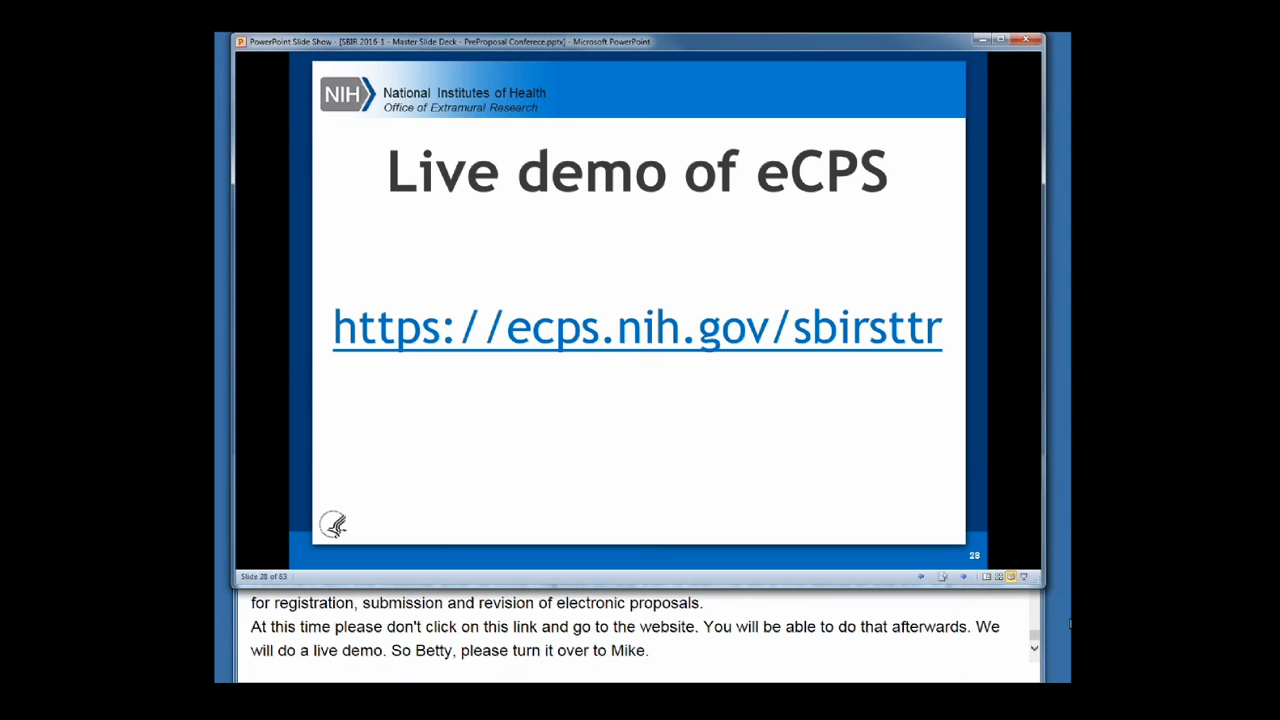 PowerPoint Slide Show - [SBIR 2016-1 - Master Slide Deck - PreProposal Conferece.pptx] - Microsoft PowerPoint
NIH
National Institutes of Health
Office of Extramural Research
Live demo of eCPS
https://ecps.nih.gov/sbirsttr
28
Slide 28 of 83
for registration, submission and revision of electronic proposals.
At this time please don't click on this link and go to the website. You will be able to do that afterwards. We
will do a live demo. So Betty, please turn it over to Mike.